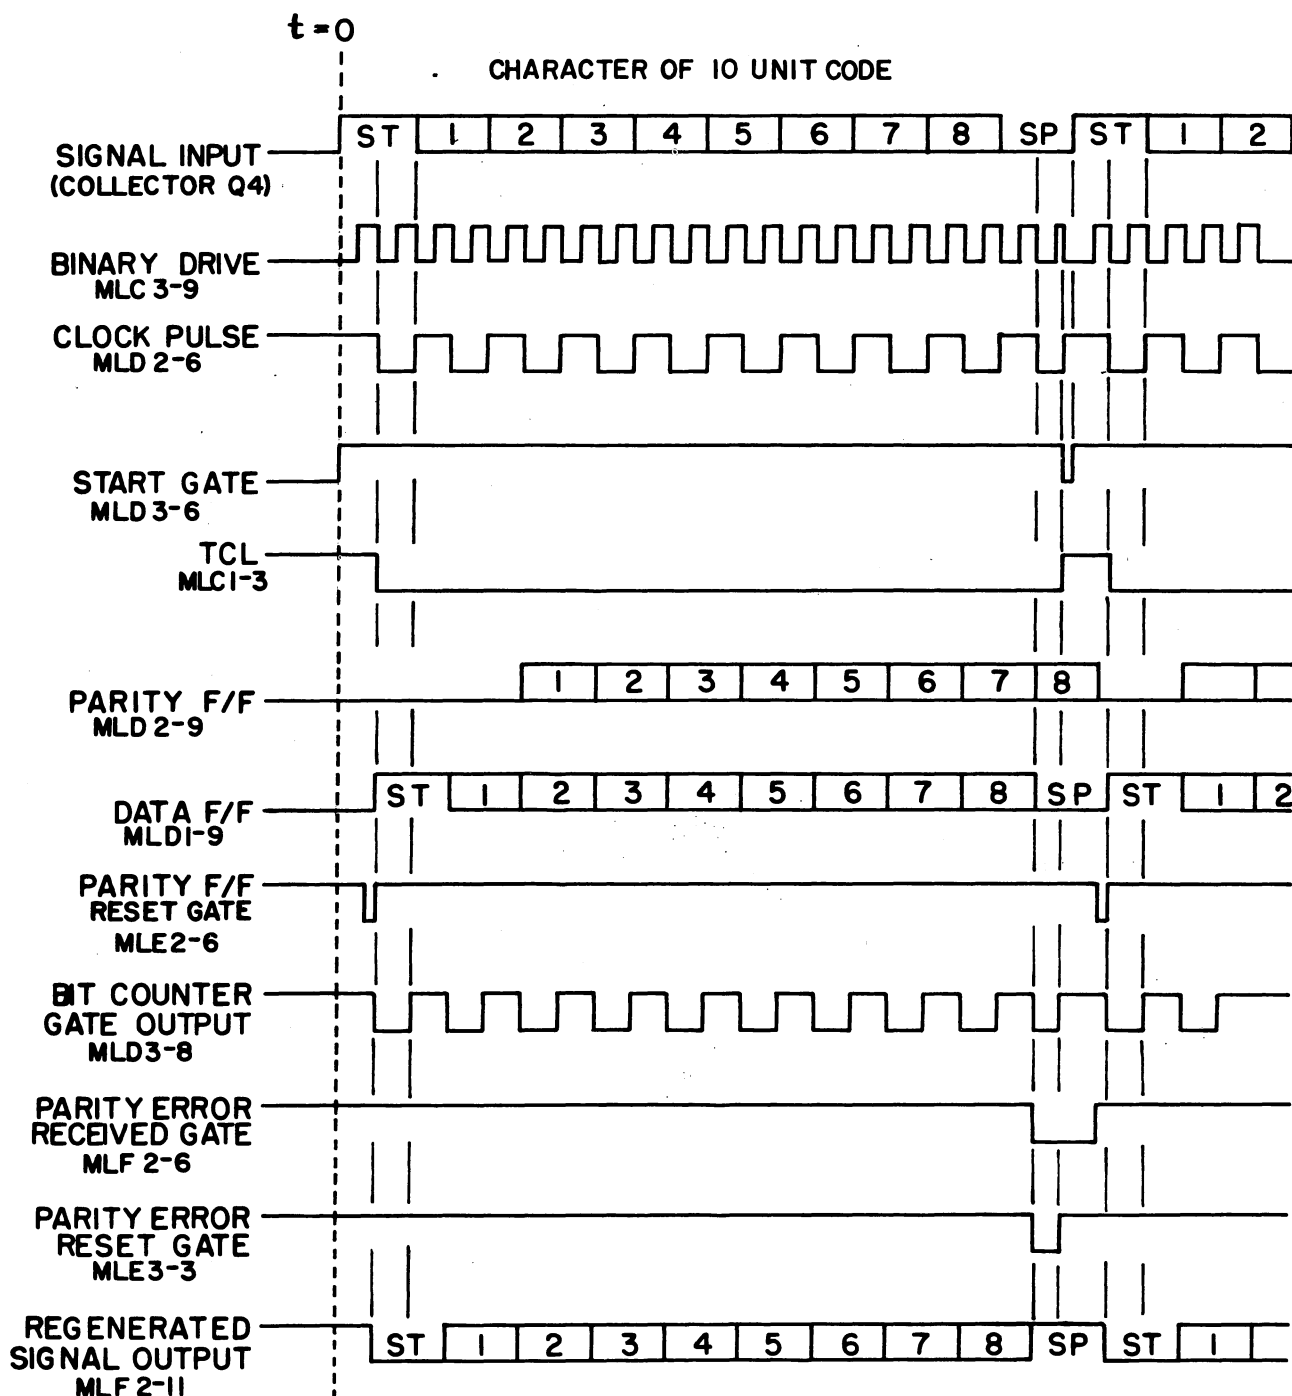 t=0
CHARACTER OF 10 UNIT CODE
ST 1 2 3 4 5 6 7 8 SP ST 1 2
SIGNAL INPUT
(COLLECTOR Q4)
BINARY DRIVE
MLC 3-9
CLOCK PULSE
MLD 2-6
START GATE
MLD 3-6
TCL
MLC1-3
1 2 3 4 5 6 7 8
PARITY F/F
MLD 2-9
ST 1 2 3 4 5 6 7 8 SP ST 1 2
DATA F/F
MLD1-9
PARITY F/F
RESET GATE
MLE2-6
BIT COUNTER
GATE OUTPUT
MLD3-8
PARITY ERROR
RECEIVED GATE
MLF 2-6
PARITY ERROR
RESET GATE
MLE3-3
REGENERATED
ST 1 2 3 4 5 6 7 8 SP ST 1
SIGNAL OUTPUT
MLF 2-11